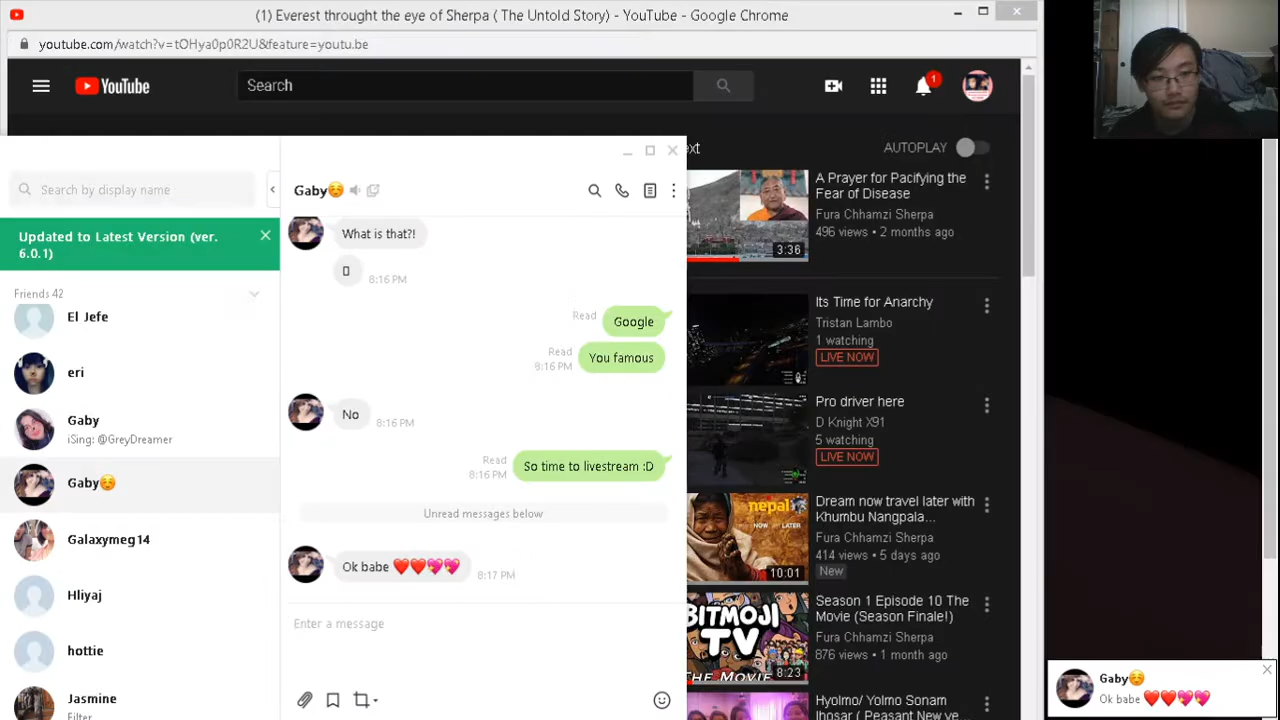 (1) Everest throught the eye of Sherpa ( The Untold Story) - YouTube - Google Chrome
youtube.com/watch?v=tOHya0p0R2U&feature=youtu.be
YouTube
Search
1
Search by display name
Updated to Latest Version (ver.
6.0.1)
Friends 42
El Jefe
eri
Gaby
iSing: @GreyDreamer
Gaby☺️
Galaxymeg14
Hliyaj
hottie
Jasmine
Filter
Gaby☺️
What is that?!
8:16 PM
Read
Google
Read
8:16 PM
You famous
No
8:16 PM
Read
8:16 PM
So time to livestream :D
Unread messages below
Ok babe ❤️❤️💖💖
8:17 PM
Enter a message
ext
AUTOPLAY
A Prayer for Pacifying the
Fear of Disease
Fura Chhamzi Sherpa
496 views • 2 months ago
3:36
Its Time for Anarchy
Tristan Lambo
1 watching
LIVE NOW
Pro driver here
D Knight X91
5 watching
LIVE NOW
nepal
NOW
LATER
10:01
Dream now travel later with
Khumbu Nangpala...
Fura Chhamzi Sherpa
414 views • 5 days ago
New
BITMOJI
TV
THE MOVIE
8:23
Season 1 Episode 10 The
Movie (Season Finale!)
Fura Chhamzi Sherpa
876 views • 1 month ago
Hyolmo/ Yolmo Sonam
lhosar ( Peasant New ye...
Gaby☺️
Ok babe ❤️❤️💖💖